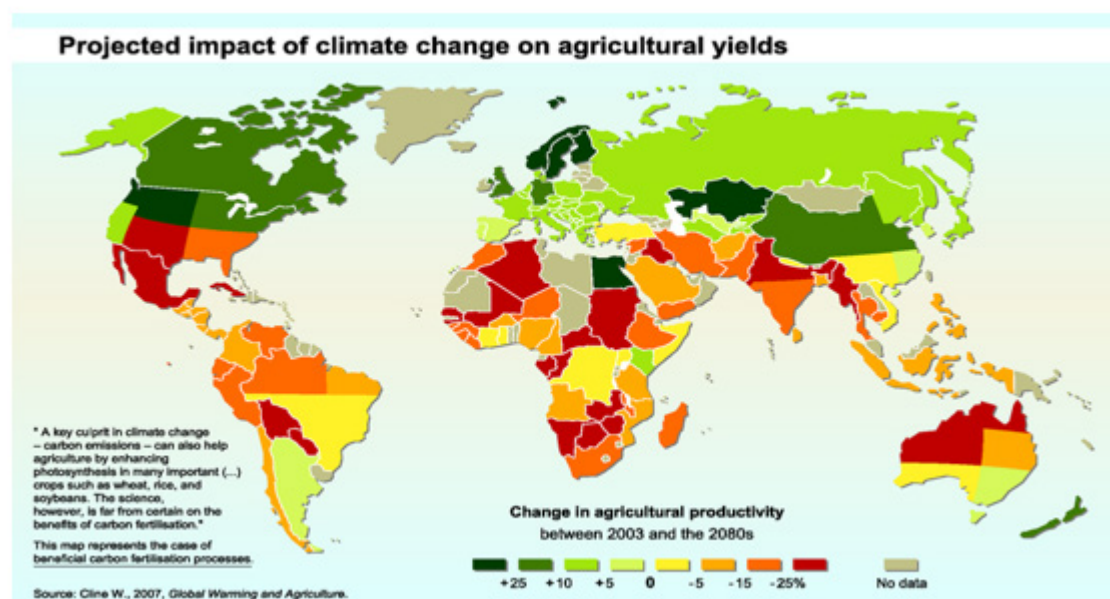 Projected impact of climate change on agricultural yields
" A key culprit in climate change
– carbon emissions – can also help
agriculture by enhancing
photosynthesis in many important (...)
crops such as wheat, rice, and
soybeans. The science,
however, is far from certain on the
benefits of carbon fertilisation."
This map represents the case of
beneficial carbon fertilisation processes.
Source: Cline W., 2007, Global Warming and Agriculture.
Change in agricultural productivity
between 2003 and the 2080s
+25 +10 +5 0 -5 -15 -25% No data